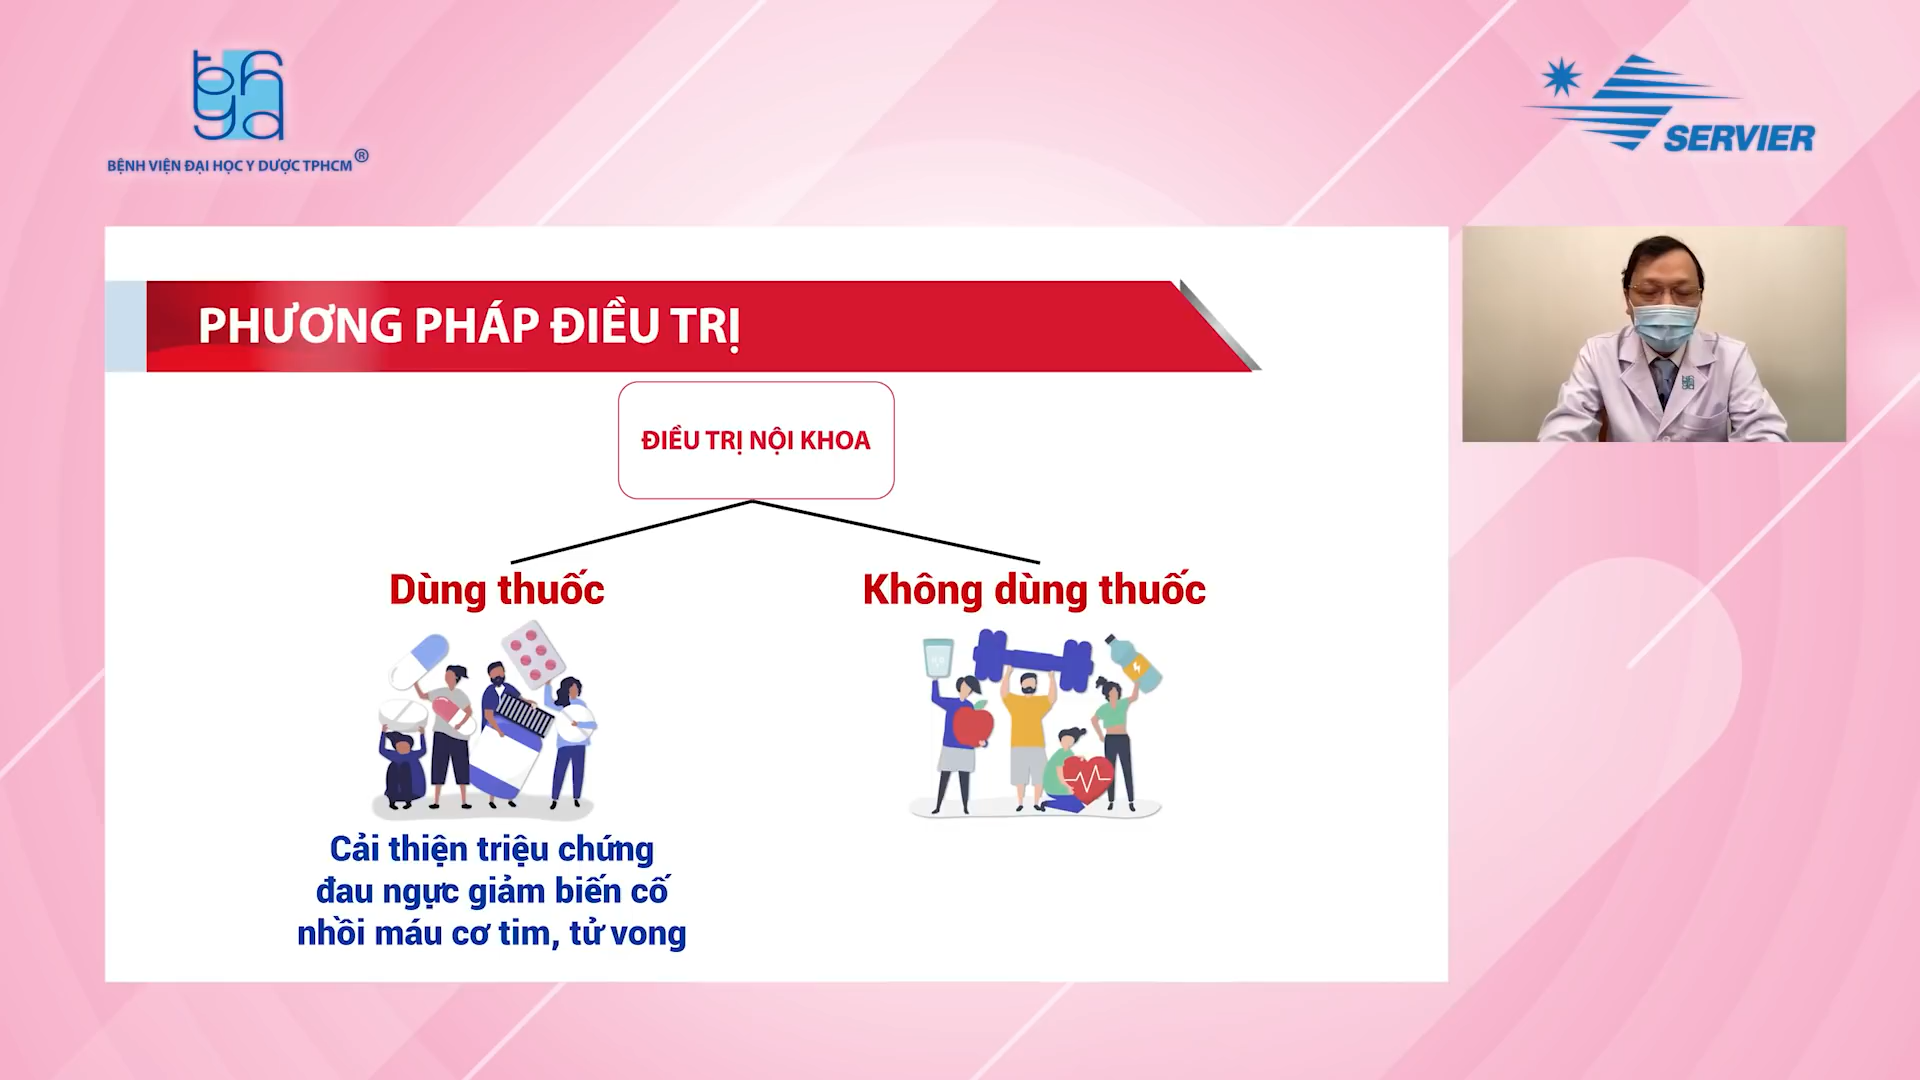 BỆNH VIỆN ĐẠI HỌC Y DƯỢC TPHCM®
SERVIER
PHƯƠNG PHÁP ĐIỀU TRỊ
ĐIỀU TRỊ NỘI KHOA
Dùng thuốc
Không dùng thuốc
Cải thiện triệu chứng
đau ngực giảm biến cố
nhồi máu cơ tim, tử vong